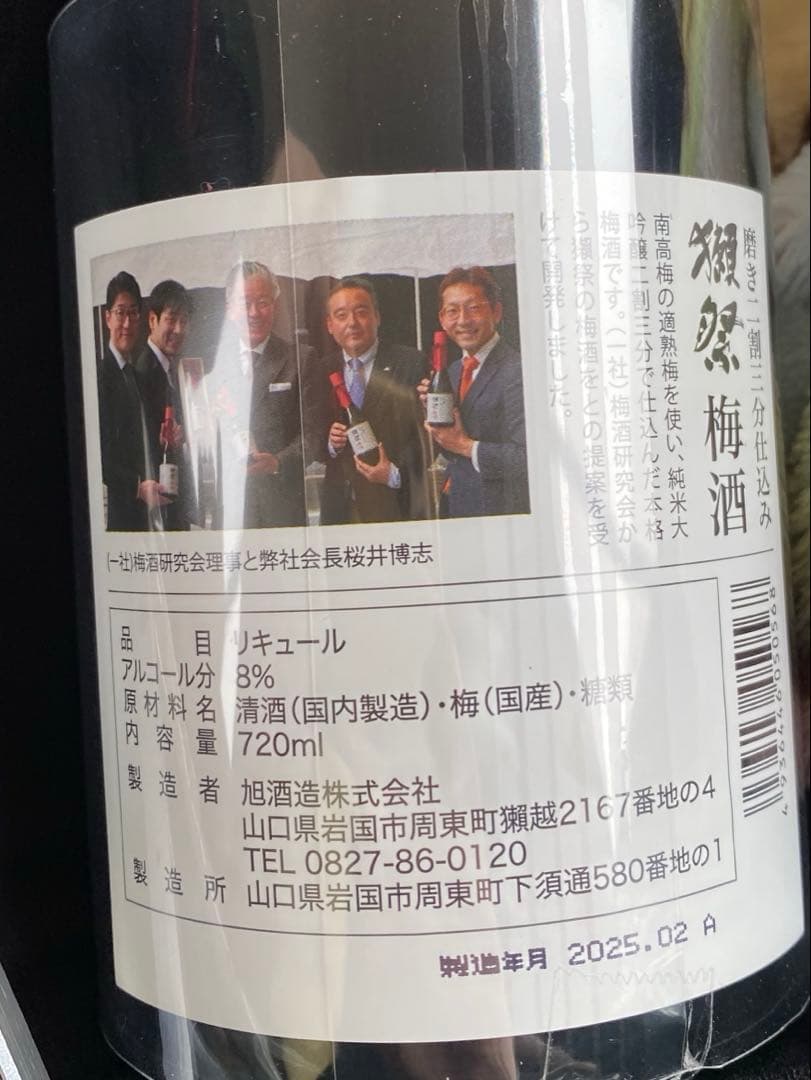 磨き二割三分仕込み
獺祭 梅酒
南高梅の適熟梅を使い、純米大
吟醸二割三分で仕込んだ本格
梅酒です。(一社)梅酒研究会か
ら獺祭の梅酒をとの提案を受
けて開発しました。
(一社)梅酒研究会理事と弊社会長桜井博志
品目 リキュール
アルコール分 8%
原材料名 清酒(国内製造)・梅(国産)・糖類
内容量 720ml
製造者 旭酒造株式会社
山口県岩国市周東町獺越2167番地の4
TEL 0827-86-0120
製造所 山口県岩国市周東町下須通580番地の1
製造年月 2025.02 A